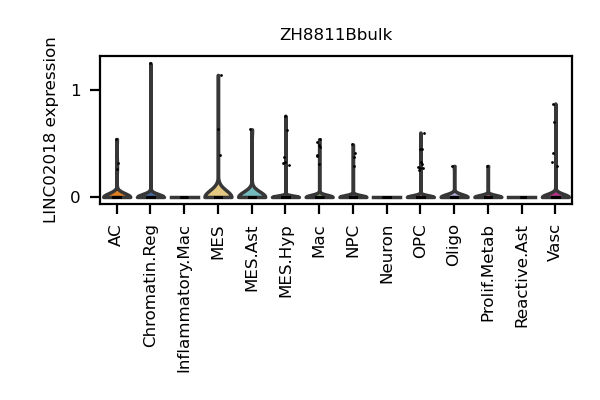 ZH8811Bbulk
LINC02018 expression
1
0
AC
Chromatin.Reg
Inflammatory.Mac
MES
MES.Ast
MES.Hyp
Mac
NPC
Neuron
OPC
Oligo
Prolif.Metab
Reactive.Ast
Vasc